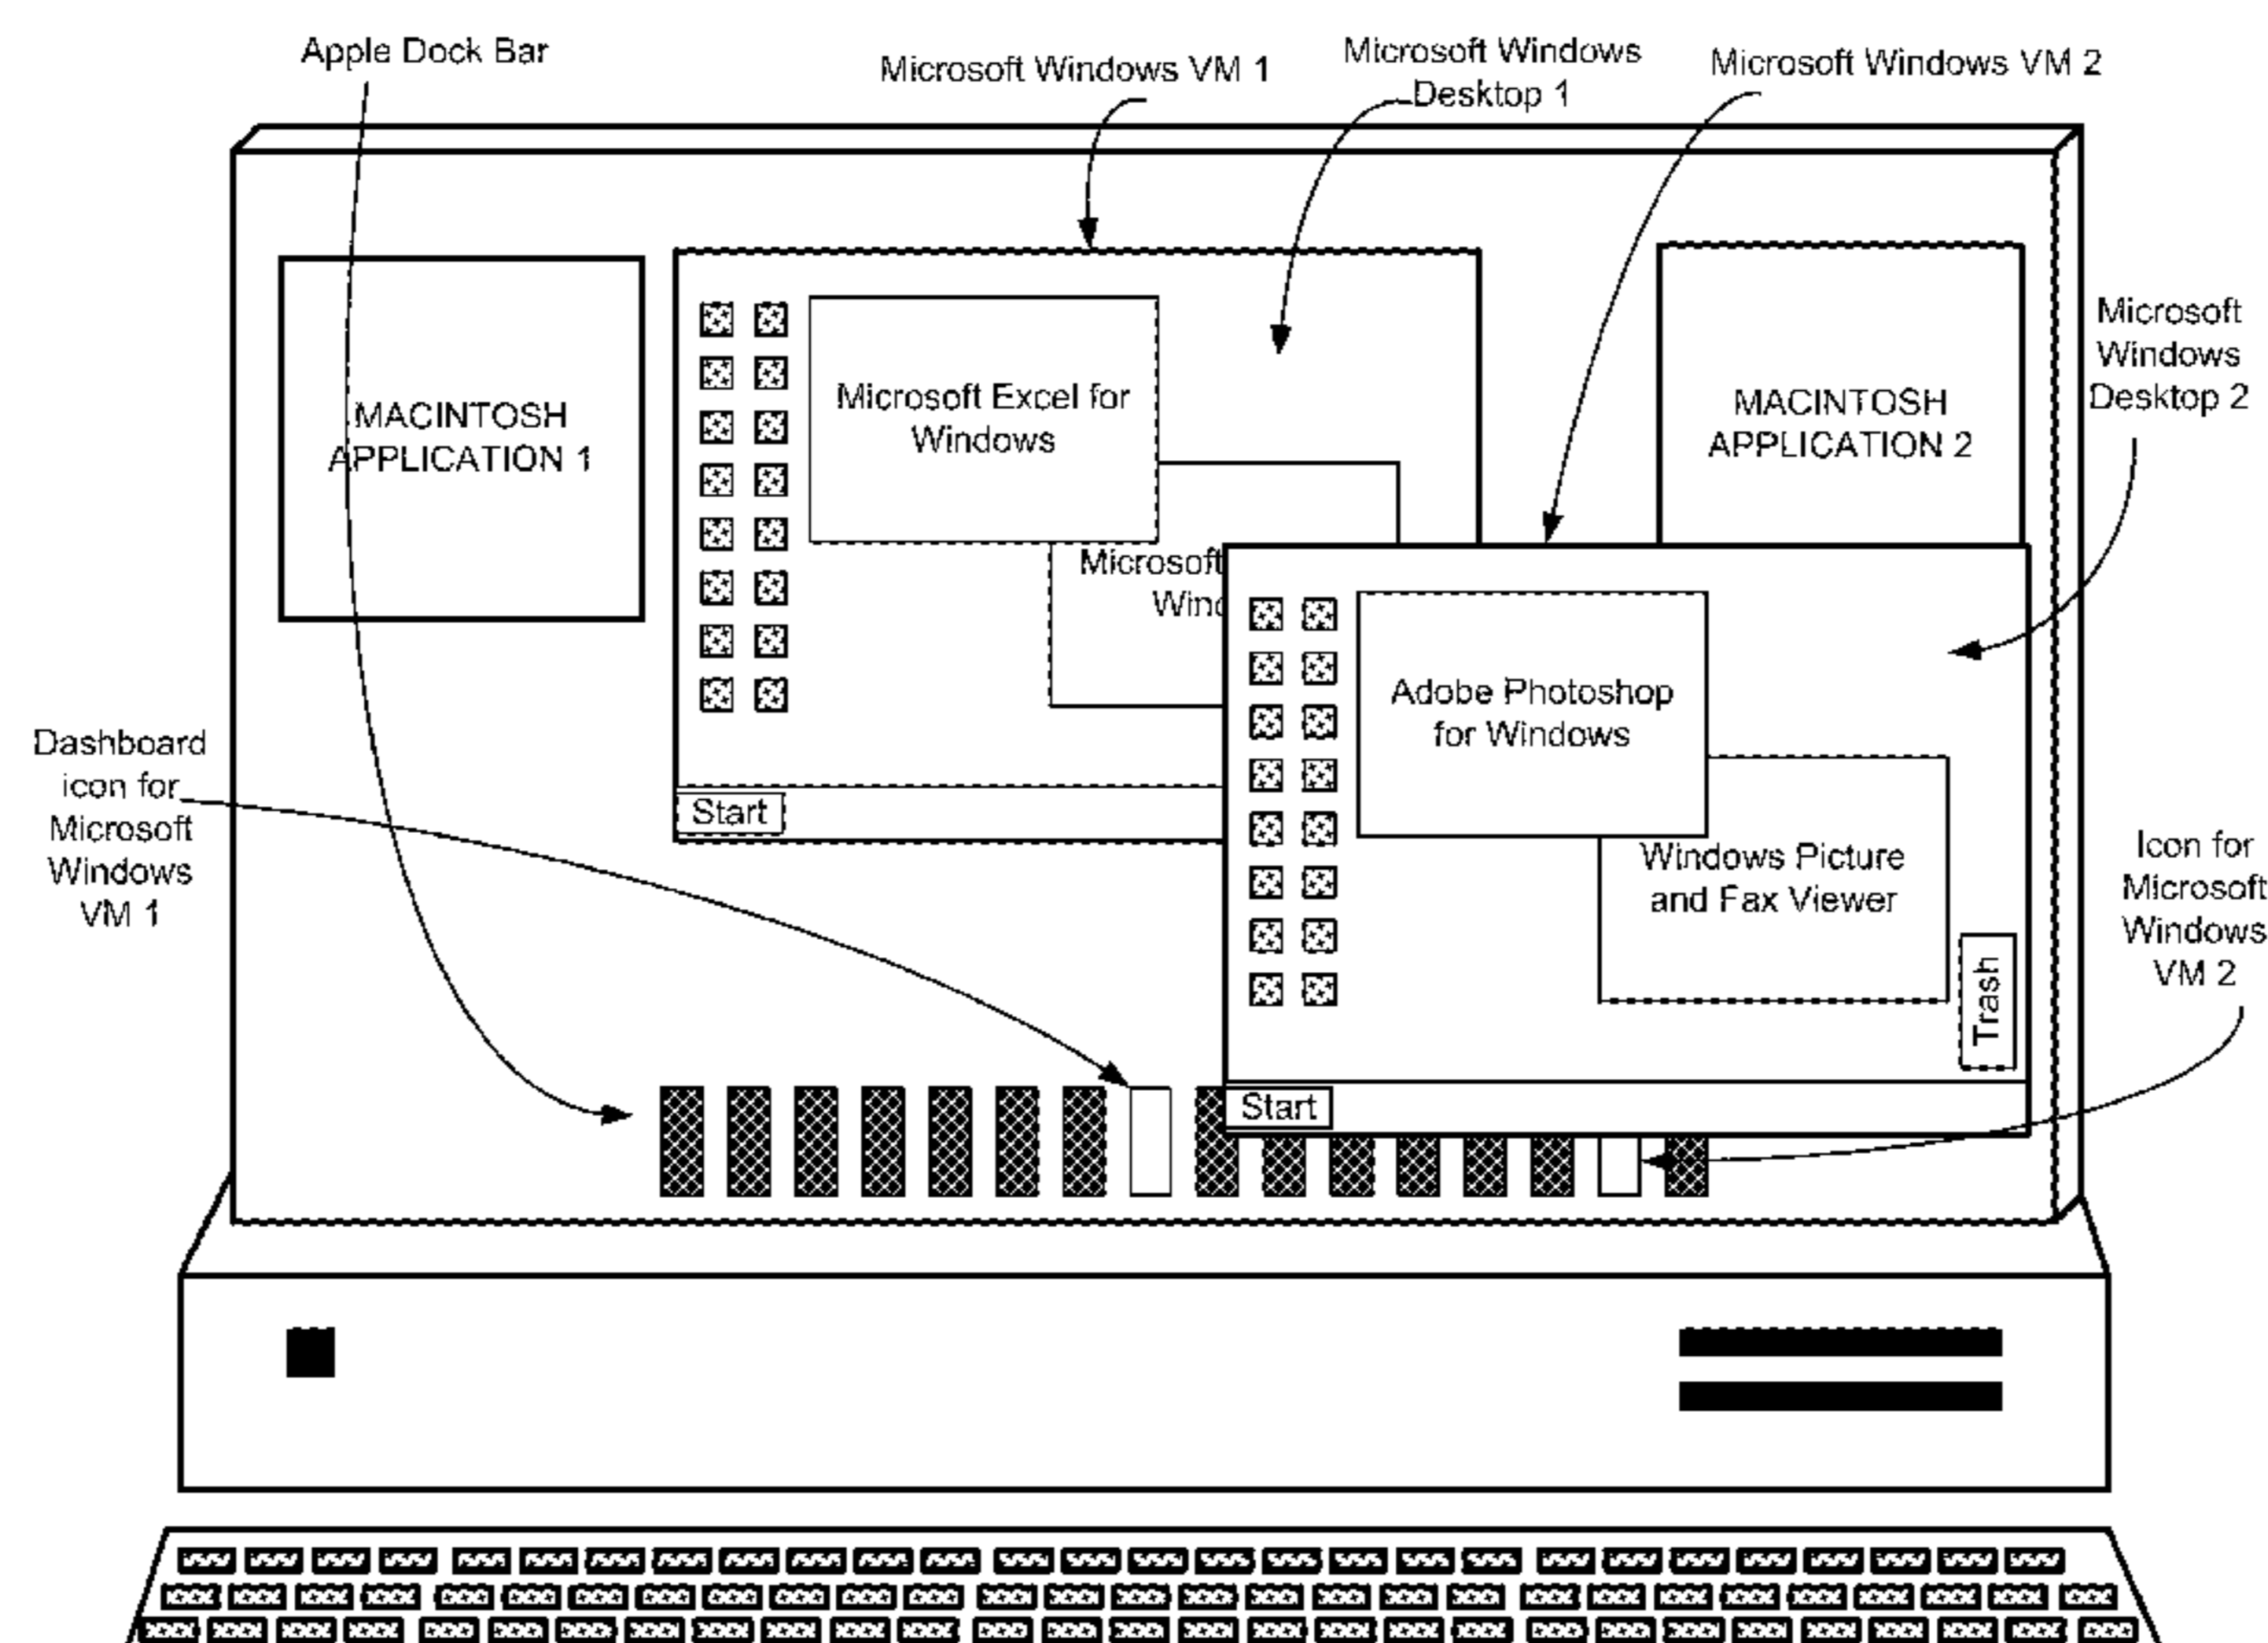 Apple Dock Bar
Microsoft Windows VM 1
Microsoft Windows
Desktop 1
Microsoft Windows VM 2
Microsoft
Windows
Desktop 2
MACINTOSH
APPLICATION 1
Microsoft Excel for
Windows
MACINTOSH
APPLICATION 2
Microsoft
Wind
Adobe Photoshop
for Windows
Windows Picture
and Fax Viewer
Trash
Start
Start
Dashboard
icon for
Microsoft
Windows
VM 1
Icon for
Microsoft
Windows
VM 2